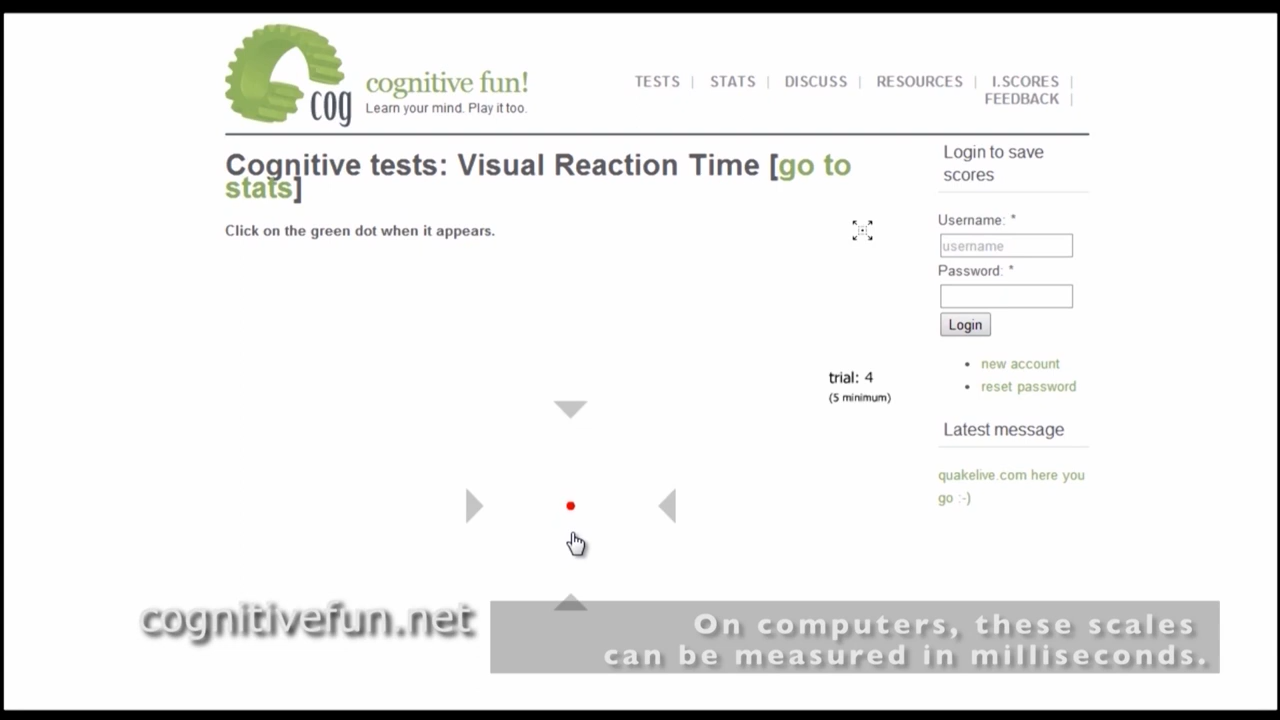 cog
cognitive fun!
Learn your mind. Play it too.
TESTS | STATS | DISCUSS | RESOURCES | I.SCORES |
FEEDBACK |
Cognitive tests: Visual Reaction Time [go to
stats]
Click on the green dot when it appears.
trial: 4
(5 minimum)
Login to save
scores
Username: *
username
Password: *
Login
• new account
• reset password
Latest message
quakelive.com here you
go :-)
cognitivefun.net
On computers, these scales
can be measured in milliseconds.